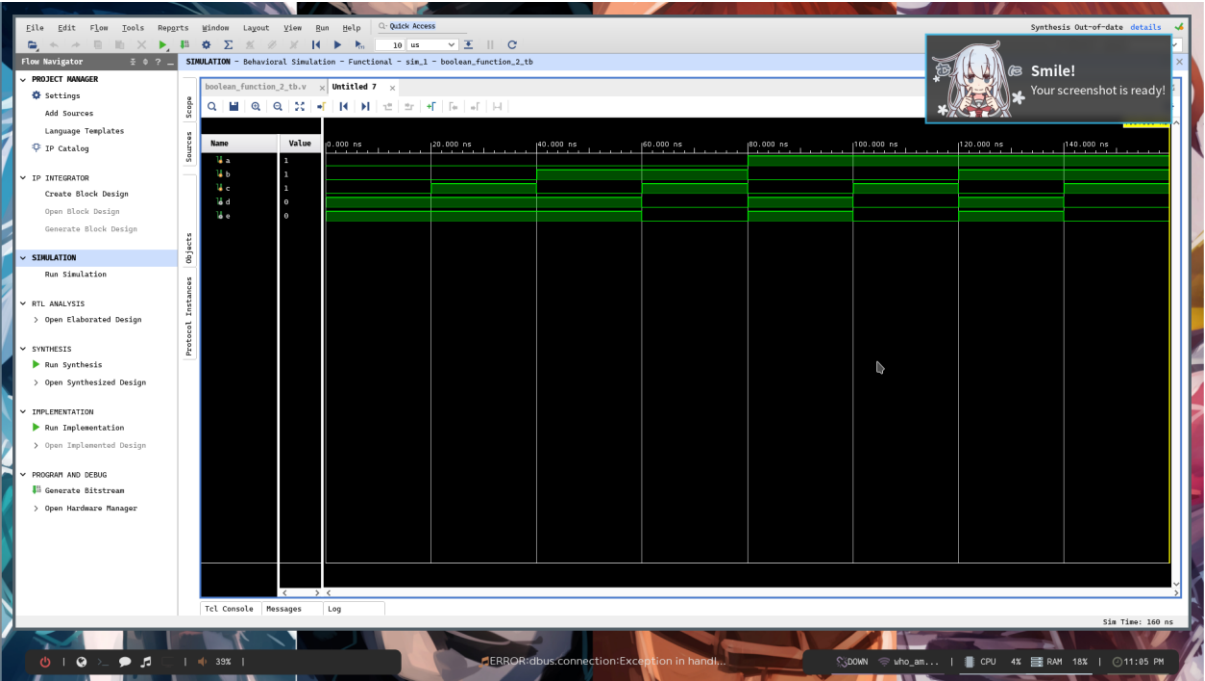 File Edit Flow Tools Reports Window Layout View Run Help Quick Access
Synthesis Out-of-date details
10 us
Flow Navigator ? _
SIMULATION - Behavioral Simulation - Functional - sim_1 - boolean_function_2_tb
Smile!
Your screenshot is ready!
PROJECT MANAGER
Settings
Add Sources
Language Templates
IP Catalog
IP INTEGRATOR
Create Block Design
Open Block Design
Generate Block Design
SIMULATION
Run Simulation
RTL ANALYSIS
Open Elaborated Design
SYNTHESIS
Run Synthesis
Open Synthesized Design
IMPLEMENTATION
Run Implementation
Open Implemented Design
PROGRAM AND DEBUG
Generate Bitstream
Open Hardware Manager
Scope
Sources
Objects
Protocol Instances
boolean_function_2_tb.v × Untitled 7 ×
Name Value 0.000 ns 20.000 ns 40.000 ns 60.000 ns 80.000 ns 100.000 ns 120.000 ns 140.000 ns
a 1
b 1
c 1
d 0
e 0
Tcl Console Messages Log
Sim Time: 160 ns
39%
ERROR:dbus.connection:Exception in handl...
DOWN who_am... CPU 4% RAM 18% 11:05 PM